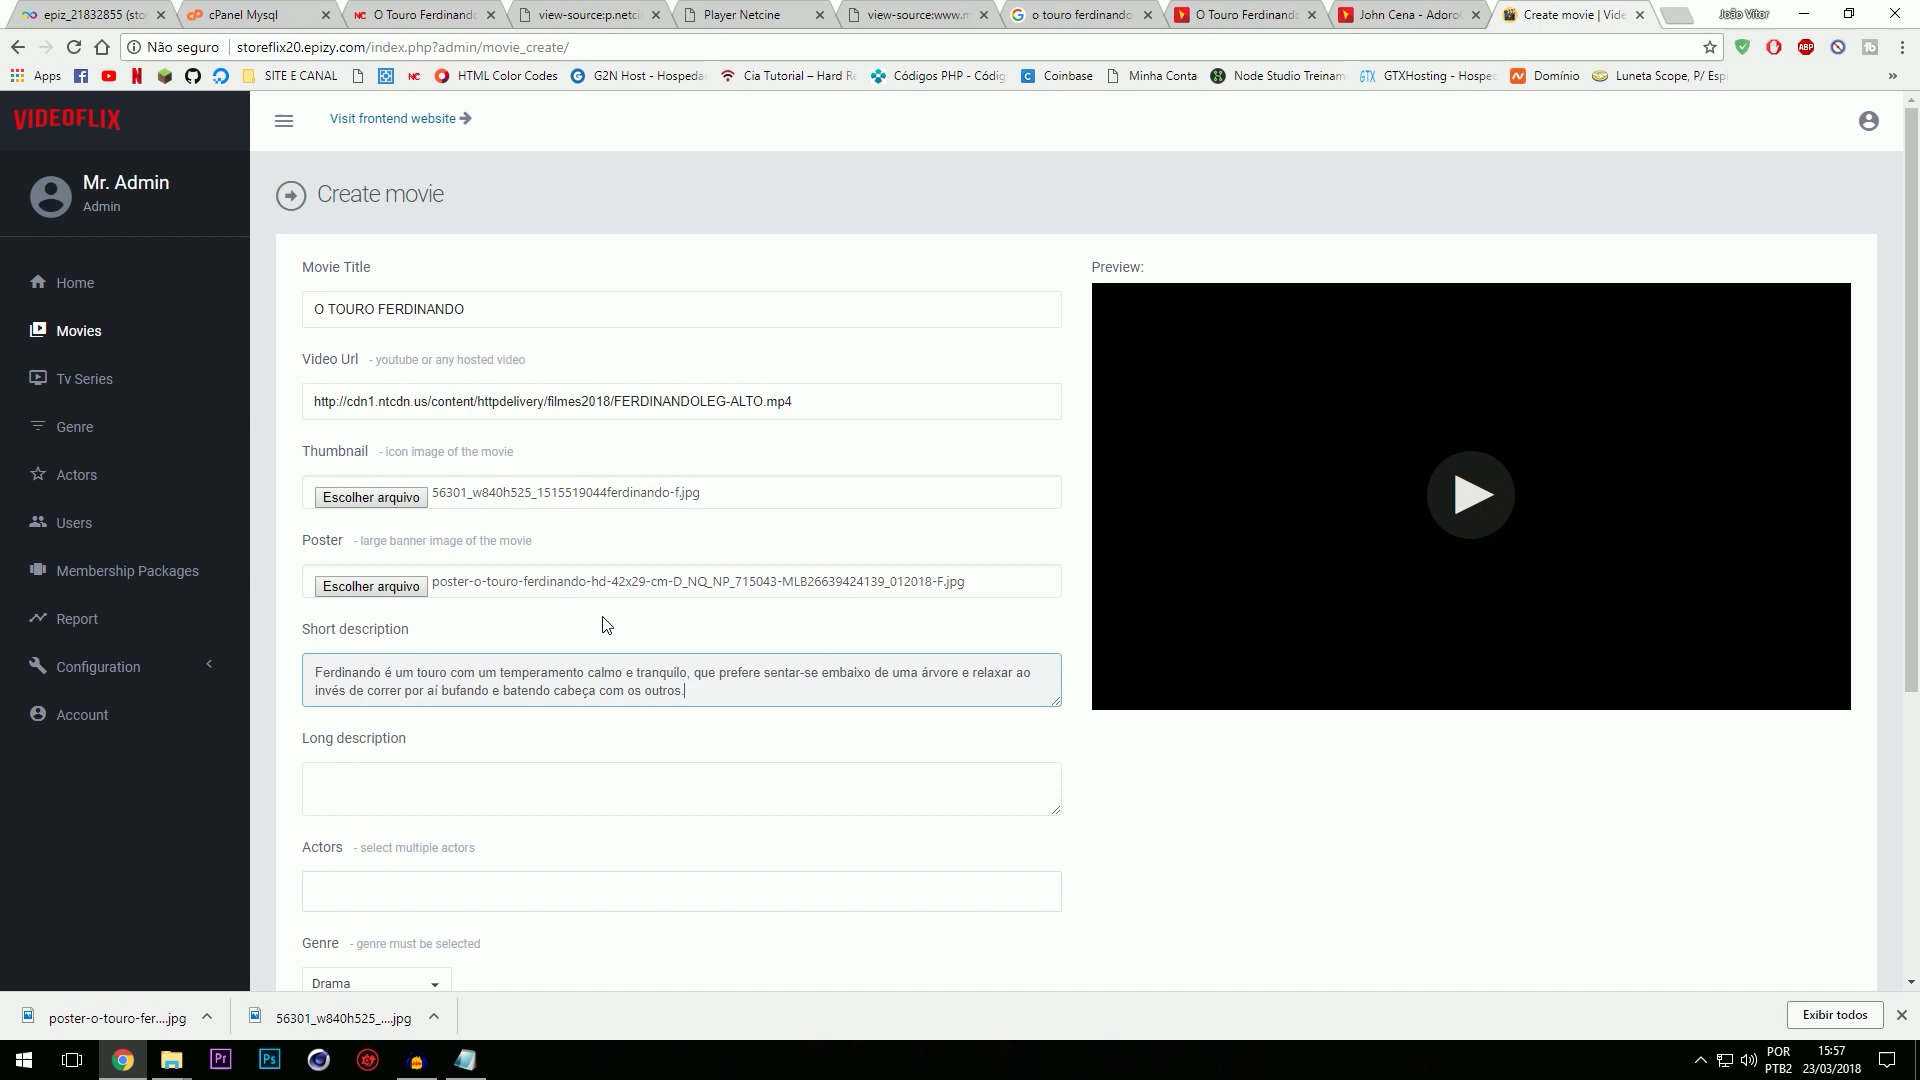 epiz_21832855 (sto
cPanel Mysql
O Touro Ferdinando
view-source:p.netci
Player Netcine
view-source:www.m
o touro ferdinando
O Touro Ferdinando
John Cena - AdoroC
Create movie | Vide
João Vitor
Não seguro
storeflix20.epizy.com/index.php?admin/movie_create/
Apps
SITE E CANAL
HTML Color Codes
G2N Host - Hospeda
Cia Tutorial – Hard Re
Códigos PHP - Códig
Coinbase
Minha Conta
Node Studio Treinam
GTXHosting - Hospec
Domínio
Luneta Scope, P/ Esp
VIDEOFLIX
Visit frontend website
Mr. Admin
Admin
Home
Movies
Tv Series
Genre
Actors
Users
Membership Packages
Report
Configuration
Account
Create movie
Movie Title
O TOURO FERDINANDO
Video Url - youtube or any hosted video
http://cdn1.ntcdn.us/content/httpdelivery/filmes2018/FERDINANDOLEG-ALTO.mp4
Thumbnail - icon image of the movie
Escolher arquivo 56301_w840h525_1515519044ferdinando-f.jpg
Poster - large banner image of the movie
Escolher arquivo poster-o-touro-ferdinando-hd-42x29-cm-D_NQ_NP_715043-MLB26639424139_012018-F.jpg
Short description
Ferdinando é um touro com um temperamento calmo e tranquilo, que prefere sentar-se embaixo de uma árvore e relaxar ao
invés de correr por aí bufando e batendo cabeça com os outros.
Long description
Actors - select multiple actors
Genre - genre must be selected
Drama
Preview:
poster-o-touro-fer....jpg
56301_w840h525_....jpg
Exibir todos
POR
PTB2
15:57
23/03/2018